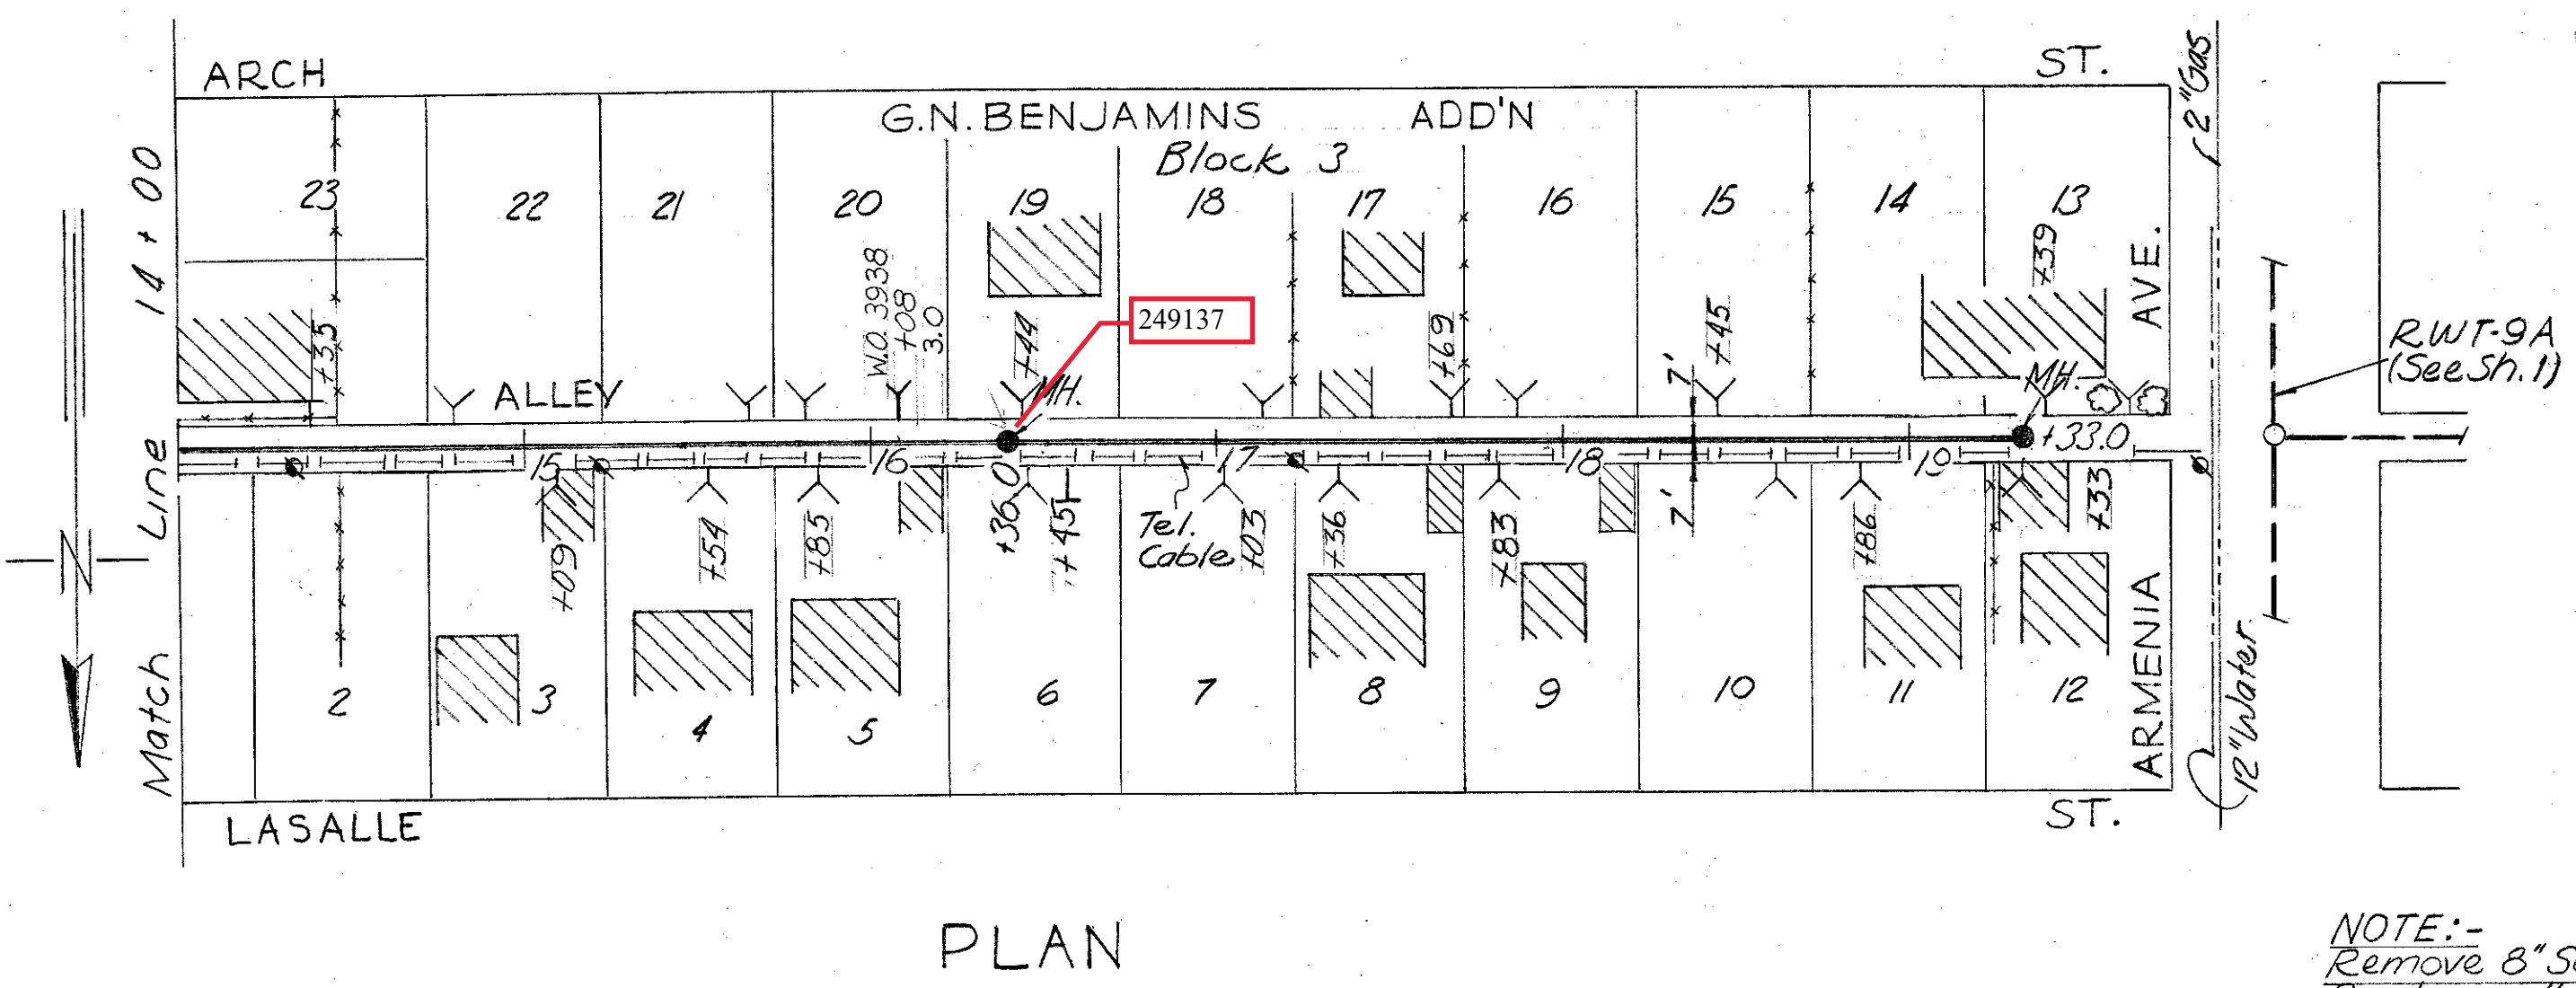 ARCH ST.
G.N. BENJAMINS ADD'N
Block 3
2"Gas
14 + 00
23 22 21 20 19 18 17 16 15 14 13
W.O. 3938
+08
3.0
249137
+35
+44
+69
+45
+39
AVE.
RWT-9A
(See Sh. 1)
ALLEY
MH.
7'
MH.
+33.0
Match Line
15 16 17 18 19
N
+36.0
7'
+09
+54
+85
+45
Tel.
Cable
+03
+36
+83
+86
+33
2 3 4 5 6 7 8 9 10 11 12
ARMENIA
12"Water
LASALLE ST.
PLAN
NOTE:-
Remove 8"